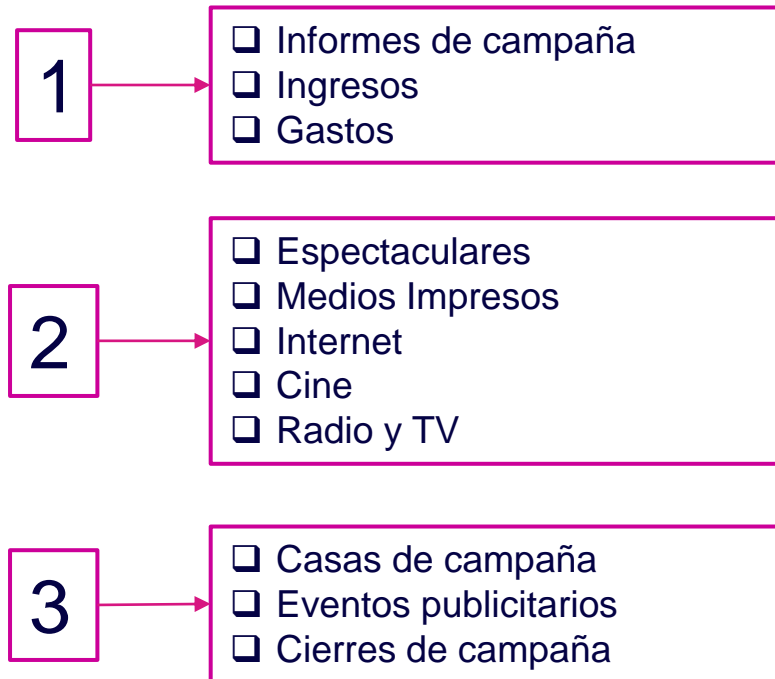 1
❑ Informes de campaña
❑ Ingresos
❑ Gastos
2
❑ Espectaculares
❑ Medios Impresos
❑ Internet
❑ Cine
❑ Radio y TV
3
❑ Casas de campaña
❑ Eventos publicitarios
❑ Cierres de campaña